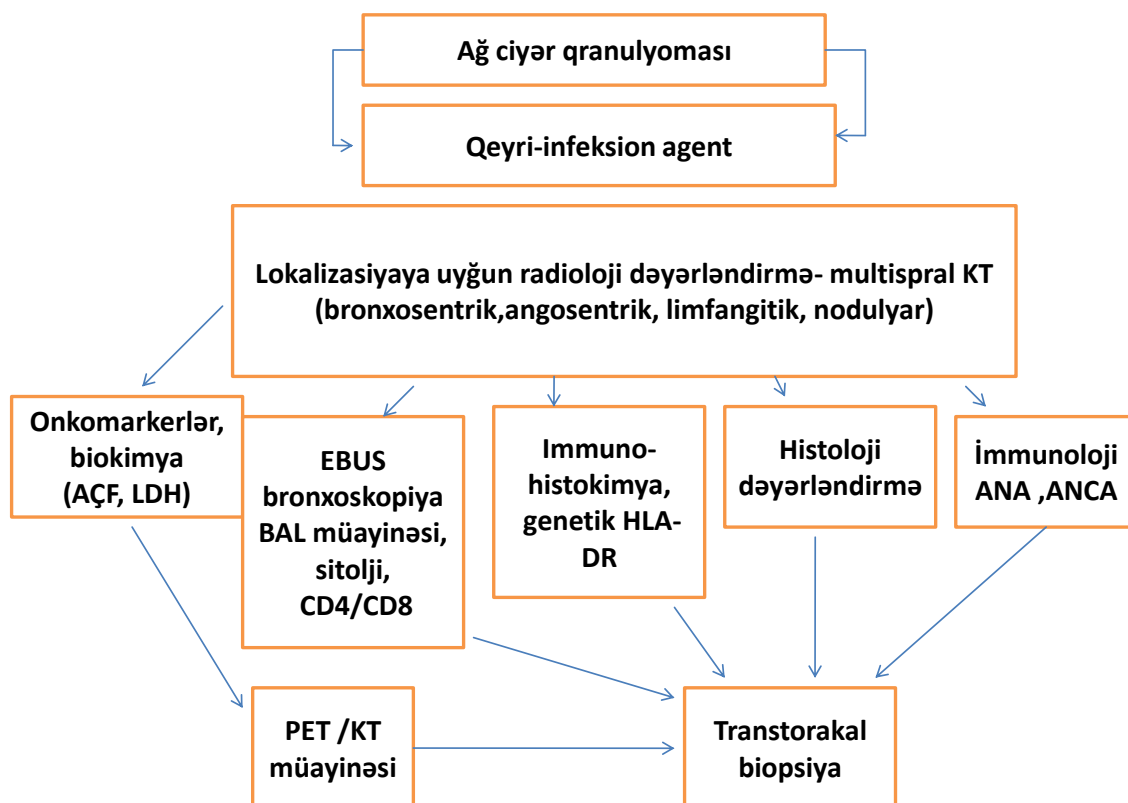 Ağ ciyər qranulyoması
Qeyri-infeksion agent
Lokalizasiyaya uyğun radioloji dəyərləndirmə- multispral KT
(bronxosentrik,angosentrik, limfangitik, nodulyar)
Onkomarkerlər,
biokimya
(AÇF, LDH)
EBUS
bronxoskopiya
BAL müayinəsi,
sitolji,
CD4/CD8
Immuno-
histokimya,
genetik HLA-
DR
Histoloji
dəyərləndirmə
İmmunoloji
ANA ,ANCA
PET /KT
müayinəsi
Transtorakal
biopsiya